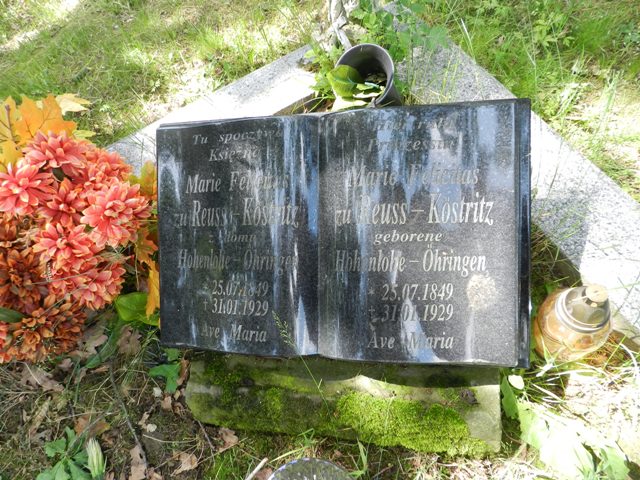 Tu spoczywa
Księżna
Marie Felicitas
zu Reuss – Köstritz
z domu
Hohenlohe – Öhringen
* 25.07.1849
+ 31.01.1929
Ave Maria
Hier ruht
Prinzessin
Marie Felicitas
zu Reuss – Köstritz
geborene
Hohenlohe – Öhringen
* 25.07.1849
+ 31.01.1929
Ave Maria